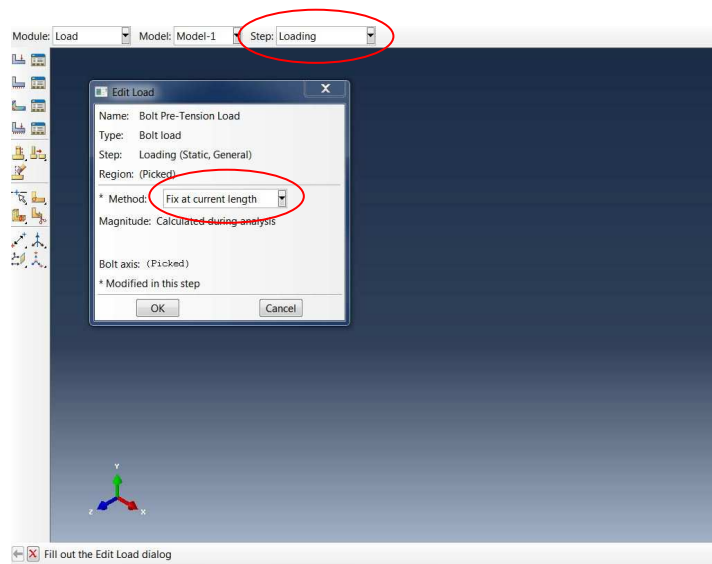 Module: Load Model: Model-1 Step: Loading
Edit Load X
Name: Bolt Pre-Tension Load
Type: Bolt load
Step: Loading (Static, General)
Region: (Picked)
* Method: Fix at current length
Magnitude: Calculated during analysis
Bolt axis: (Picked)
* Modified in this step
OK Cancel
Y
Z X
Fill out the Edit Load dialog